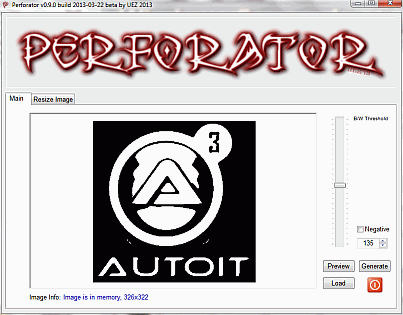 Perforator v0.9.0 build 2013-03-22 beta by UEZ 2013
PERFORATOR
Main
Resize Image
B/W Threshold
3
A
AUTOIT
Negative
135
Preview
Generate
Load
Image Info: Image is in memory, 326x322